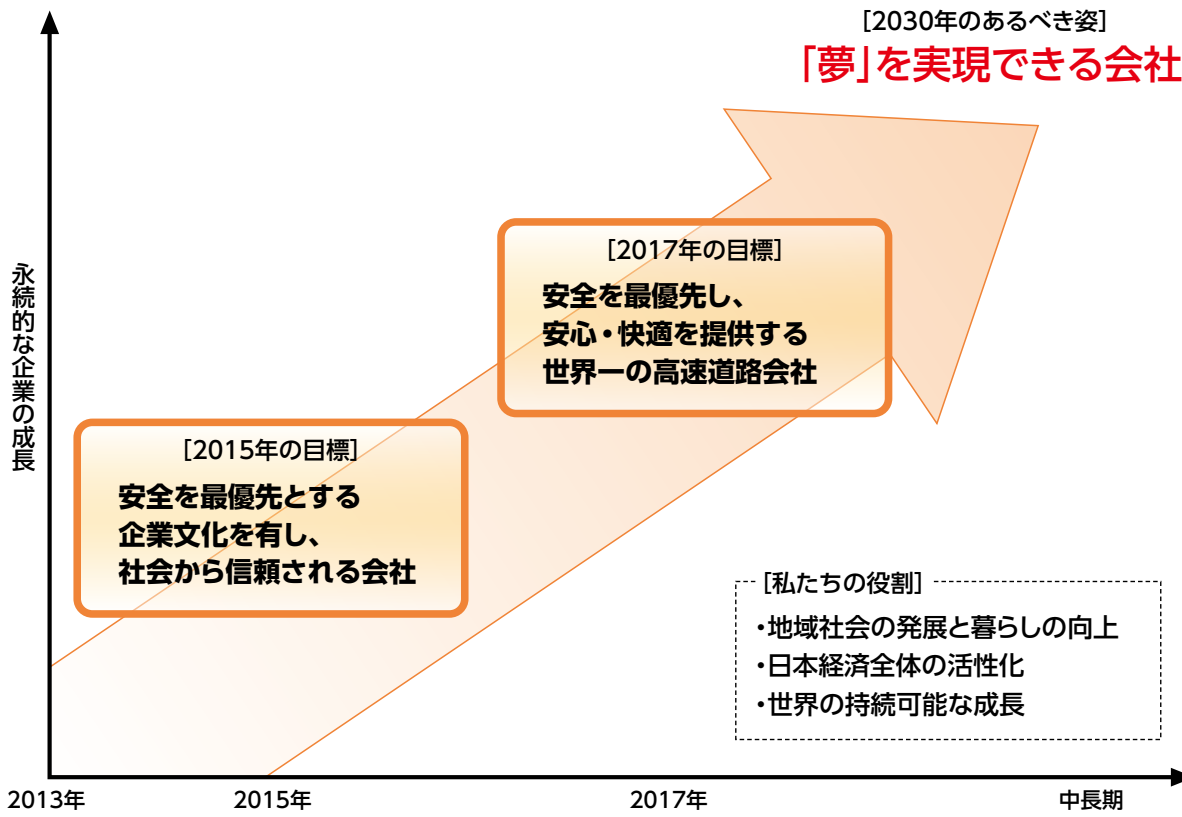 [2030年のあるべき姿]
「夢」を実現できる会社
永続的な企業の成長
[2017年の目標]
安全を最優先し、
安心・快適を提供する
世界一の高速道路会社
[2015年の目標]
安全を最優先とする
企業文化を有し、
社会から信頼される会社
[私たちの役割]
・地域社会の発展と暮らしの向上
・日本経済全体の活性化
・世界の持続可能な成長
2013年
2015年
2017年
中長期